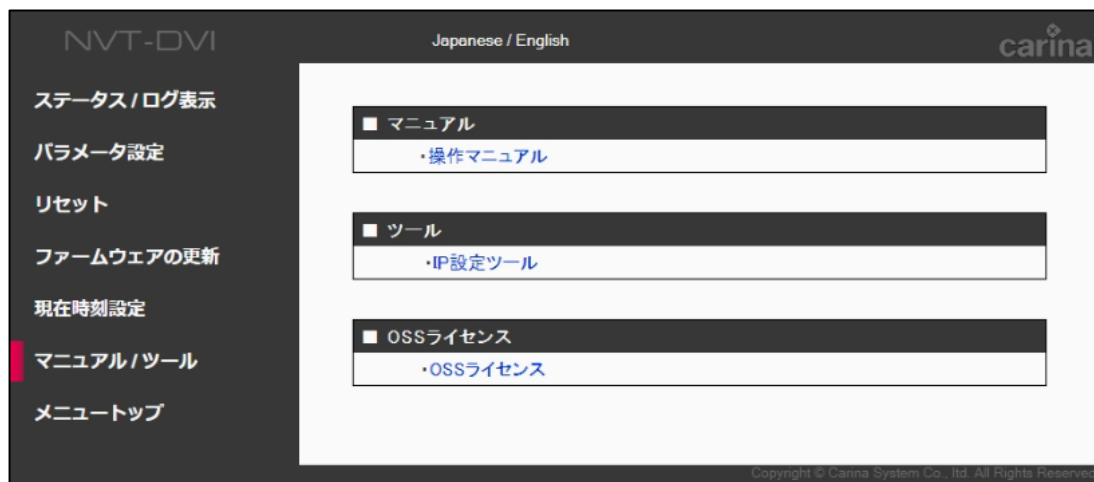 NVT-DVI
Japanese / English
carina
ステータス / ログ表示
パラメータ設定
リセット
ファームウェアの更新
現在時刻設定
マニュアル / ツール
メニュートップ
■ マニュアル
・操作マニュアル
■ ツール
・IP設定ツール
■ OSSライセンス
・OSSライセンス
Copyright © Carina System Co., ltd. All Rights Reserved